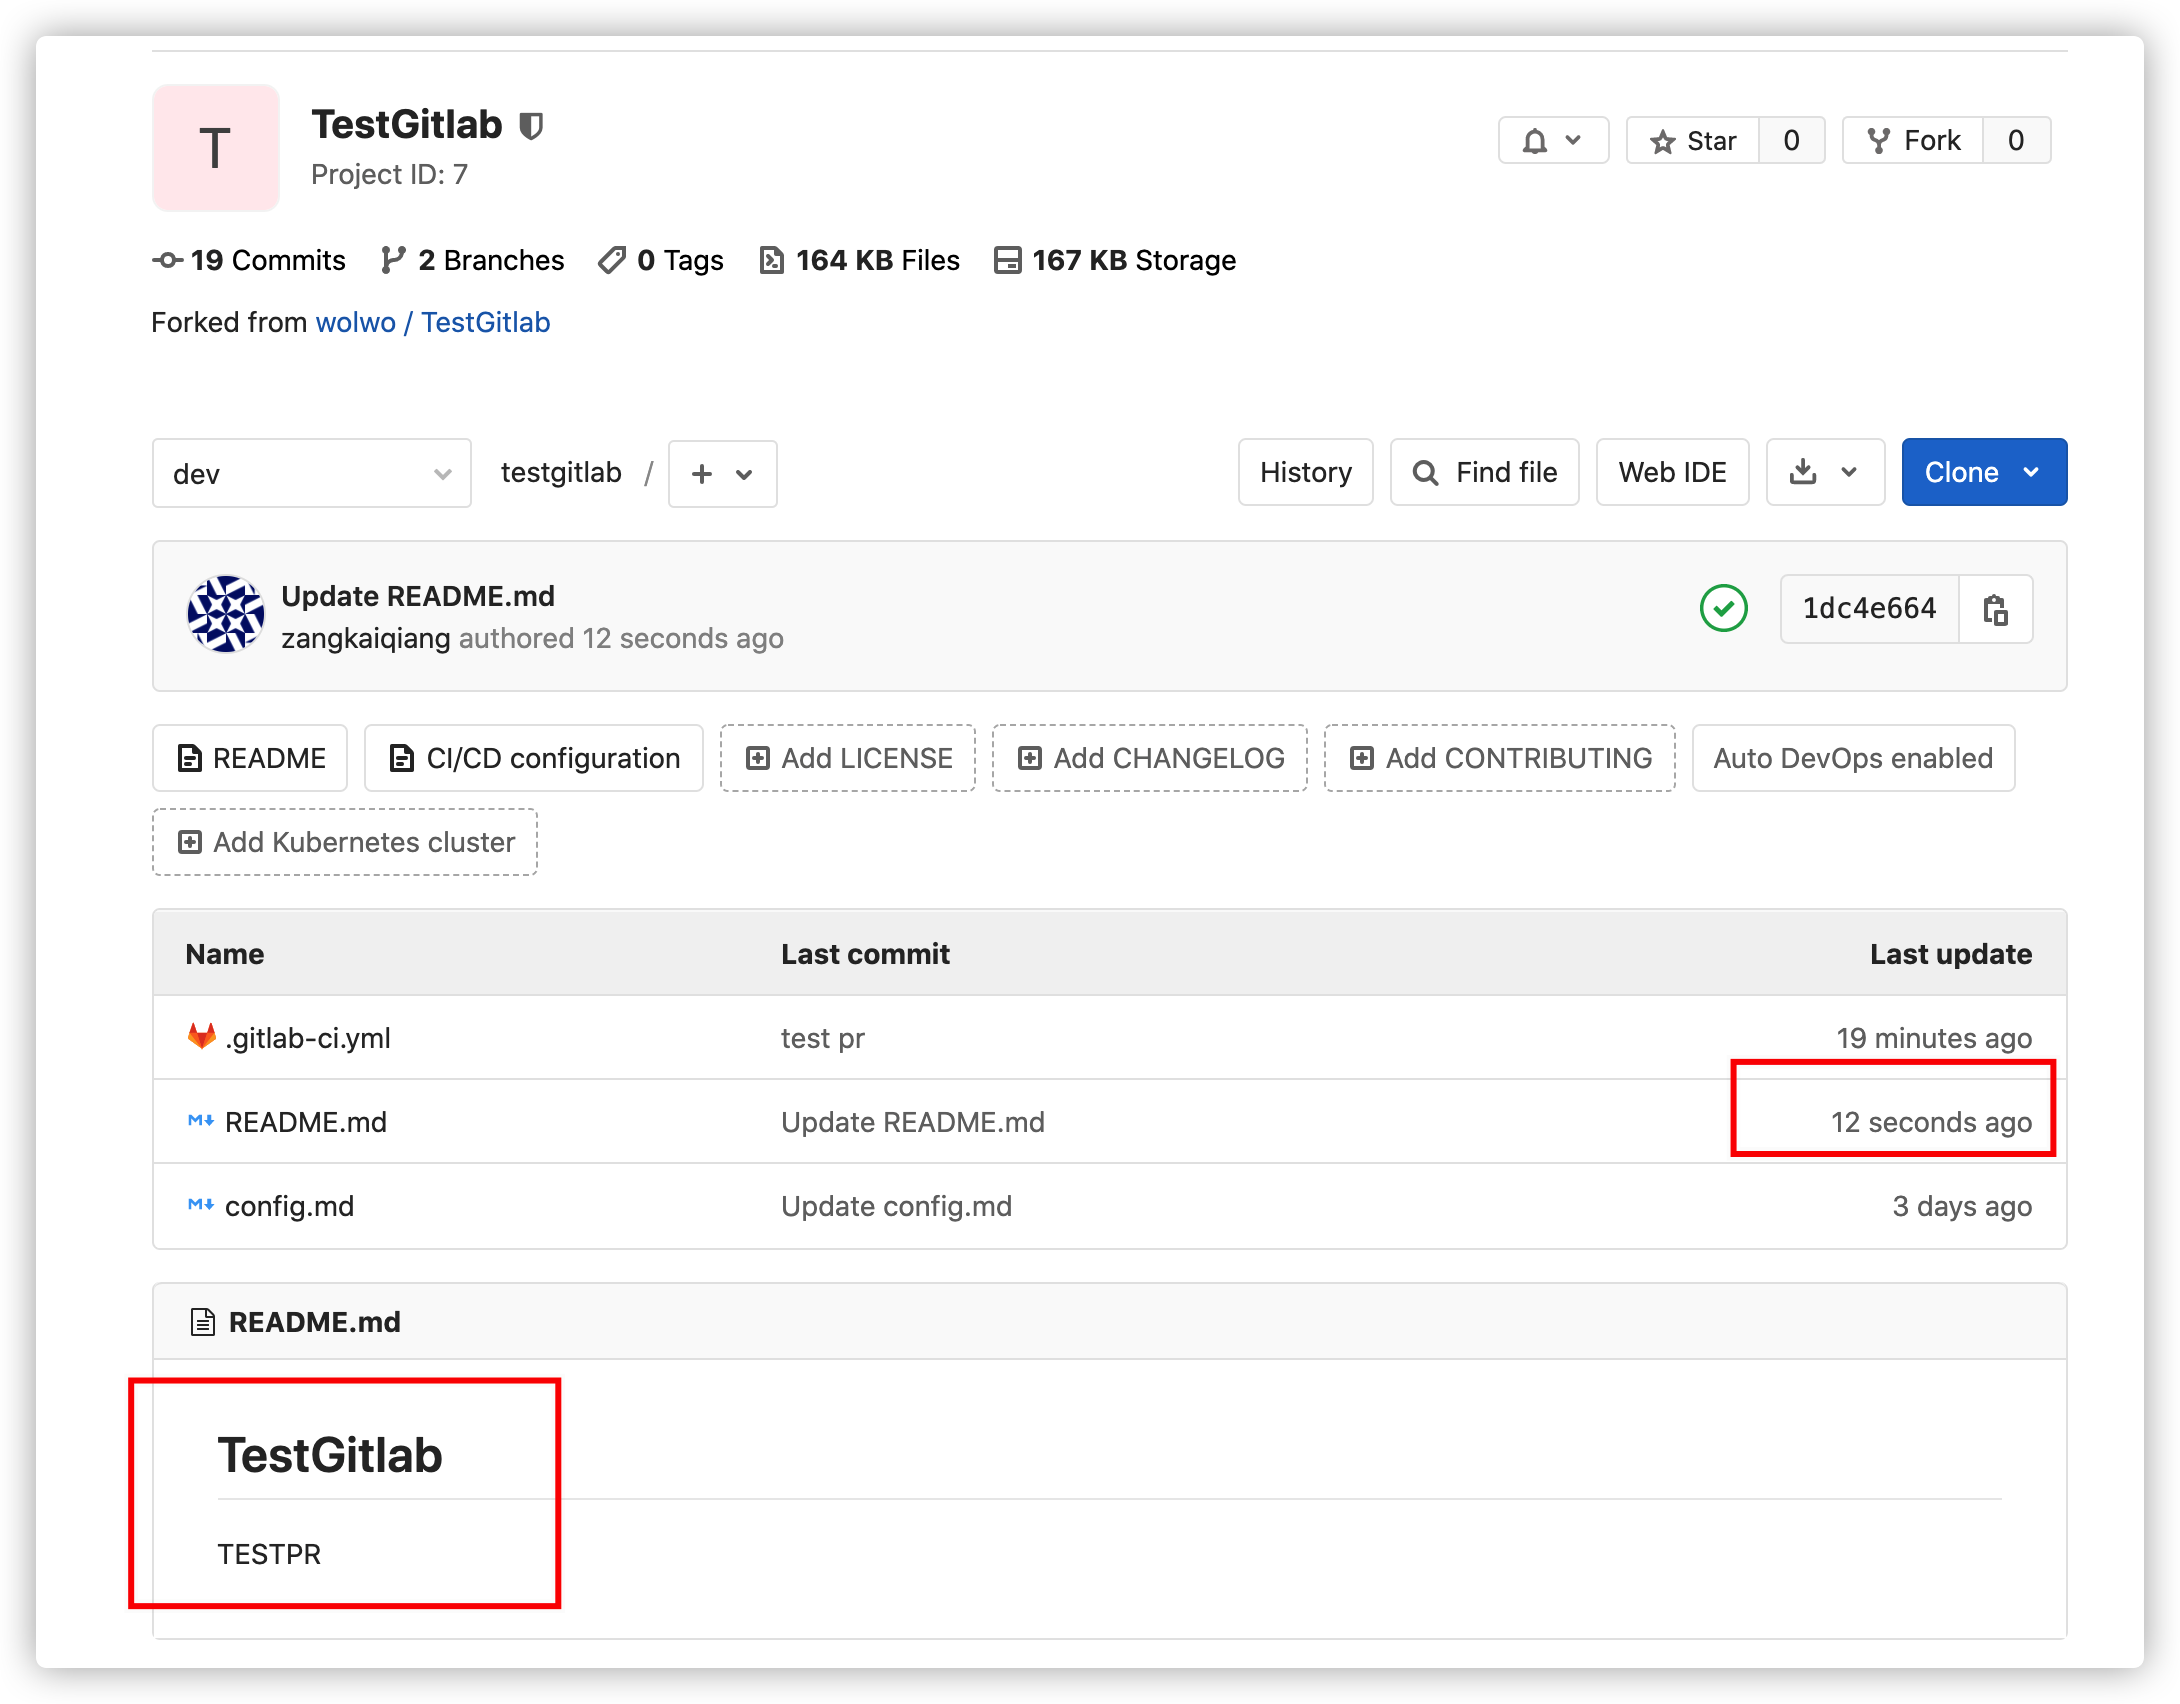 T
TestGitlab
Project ID: 7
Star 0
Fork 0
19 Commits 2 Branches 0 Tags 164 KB Files 167 KB Storage
Forked from wolwo / TestGitlab
dev testgitlab / + History Find file Web IDE Clone
Update README.md
zangkaiqiang authored 12 seconds ago
1dc4e664
README CI/CD configuration Add LICENSE Add CHANGELOG Add CONTRIBUTING Auto DevOps enabled
Add Kubernetes cluster
Name Last commit Last update
.gitlab-ci.yml test pr 19 minutes ago
README.md Update README.md 12 seconds ago
config.md Update config.md 3 days ago
README.md
TestGitlab
TESTPR